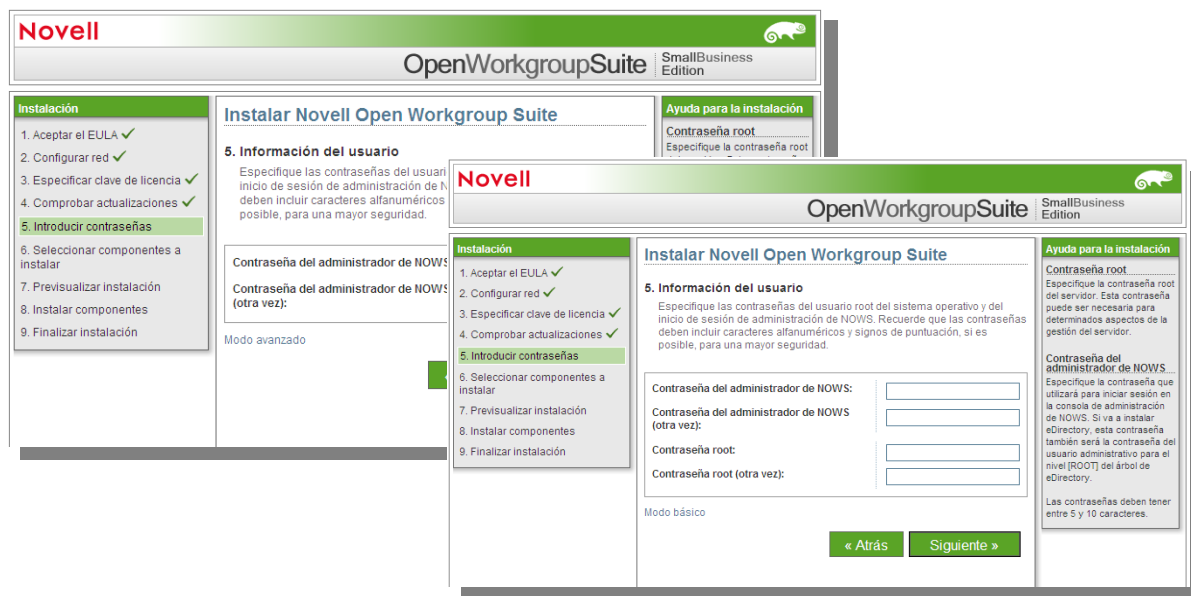 Novell
OpenWorkgroupSuite SmallBusiness
Edition
Instalación
1. Aceptar el EULA
2. Configurar red
3. Especificar clave de licencia
4. Comprobar actualizaciones
5. Introducir contraseñas
6. Seleccionar componentes a
instalar
7. Previsualizar instalación
8. Instalar componentes
9. Finalizar instalación
Instalar Novell Open Workgroup Suite
5. Información del usuario
Especifique las contraseñas del usuari
inicio de sesión de administración de N
deben incluir caracteres alfanuméricos
posible, para una mayor seguridad.
Contraseña del administrador de NOWS
Contraseña del administrador de NOWS
(otra vez):
Modo avanzado
Ayuda para la instalación
Contraseña root
Especifique la contraseña root
Novell
OpenWorkgroupSuite SmallBusiness
Edition
Instalación
1. Aceptar el EULA
2. Configurar red
3. Especificar clave de licencia
4. Comprobar actualizaciones
5. Introducir contraseñas
6. Seleccionar componentes a
instalar
7. Previsualizar instalación
8. Instalar componentes
9. Finalizar instalación
Instalar Novell Open Workgroup Suite
5. Información del usuario
Especifique las contraseñas del usuario root del sistema operativo y del
inicio de sesión de administración de NOWS. Recuerde que las contraseñas
deben incluir caracteres alfanuméricos y signos de puntuación, si es
posible, para una mayor seguridad.
Contraseña del administrador de NOWS:
Contraseña del administrador de NOWS
(otra vez):
Contraseña root:
Contraseña root (otra vez):
Modo básico
« Atrás
Siguiente »
Ayuda para la instalación
Contraseña root
Especifique la contraseña root
del servidor. Esta contraseña
puede ser necesaria para
determinados aspectos de la
gestión del servidor.
Contraseña del
administrador de NOWS
Especifique la contraseña que
utilizará para iniciar sesión en
la consola de administración
de NOWS. Si va a instalar
eDirectory, esta contraseña
también será la contraseña del
usuario administrativo para el
nivel [ROOT] del árbol de
eDirectory.
Las contraseñas deben tener
entre 5 y 10 caracteres.